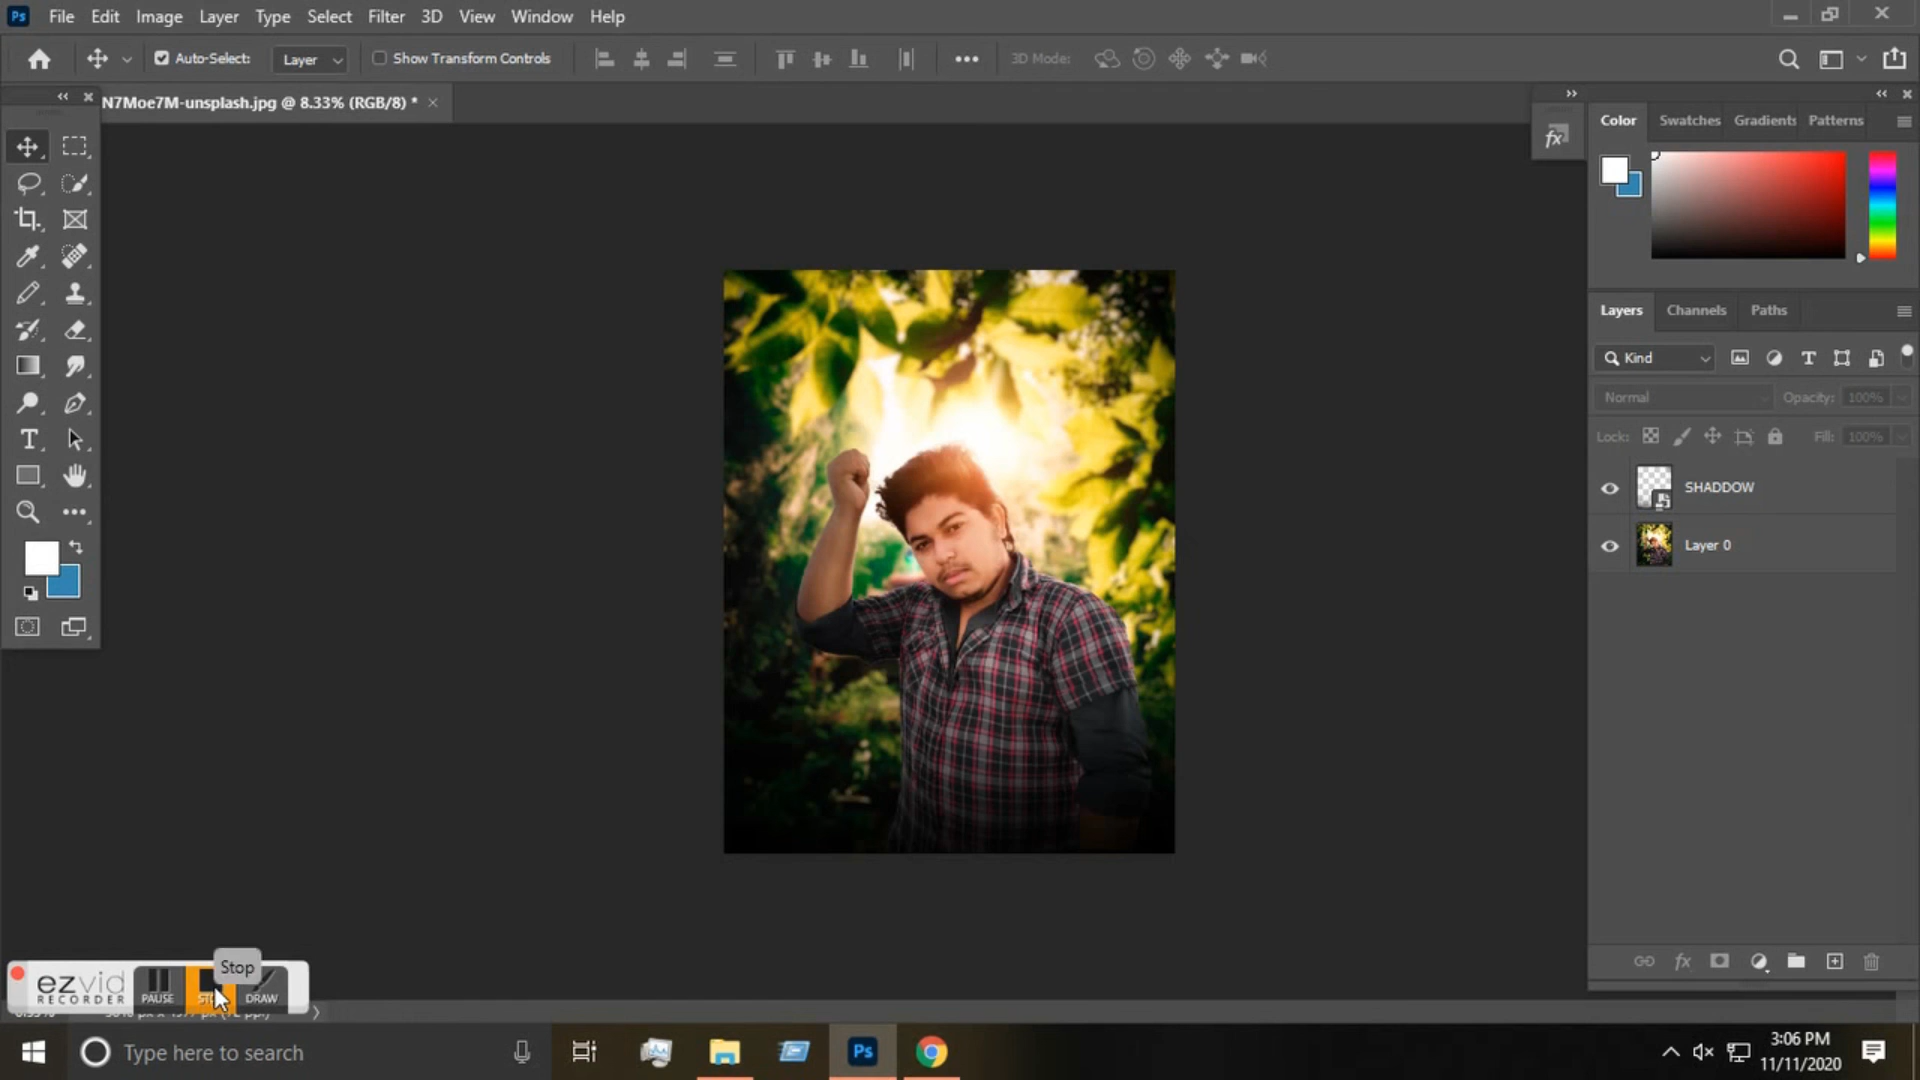 Ps File Edit Image Layer Type Select Filter 3D View Window Help
Auto-Select: Layer Show Transform Controls 3D Mode:
N7Moe7M-unsplash.jpg @ 8.33% (RGB/8) *
Color Swatches Gradients Patterns
fx
Layers Channels Paths
Kind
Normal Opacity: 100%
Lock: Fill: 100%
SHADDOW
Layer 0
fx
Stop
ezvid
RECORDER
PAUSE
DRAW
Type here to search
Ps
3:06 PM
11/11/2020